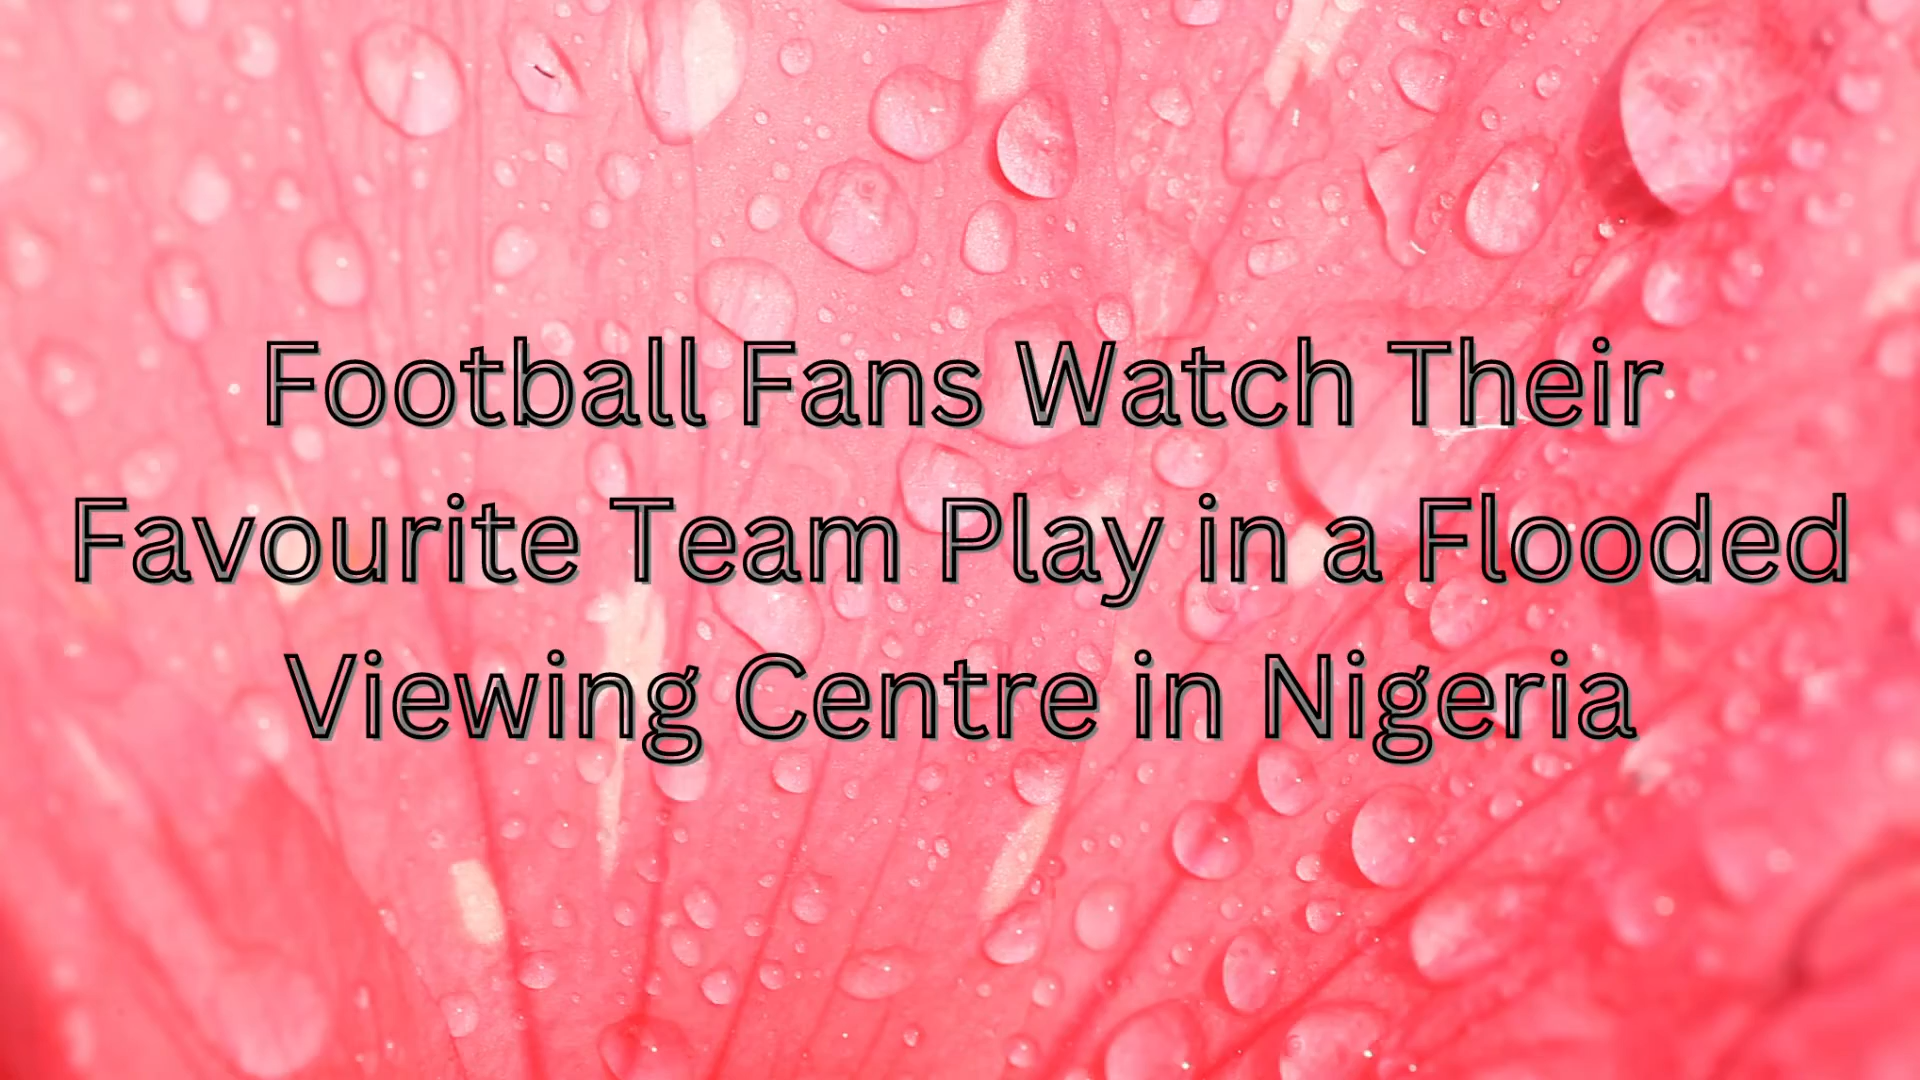 Football Fans Watch Their
Favourite Team Play in a Flooded
Viewing Centre in Nigeria